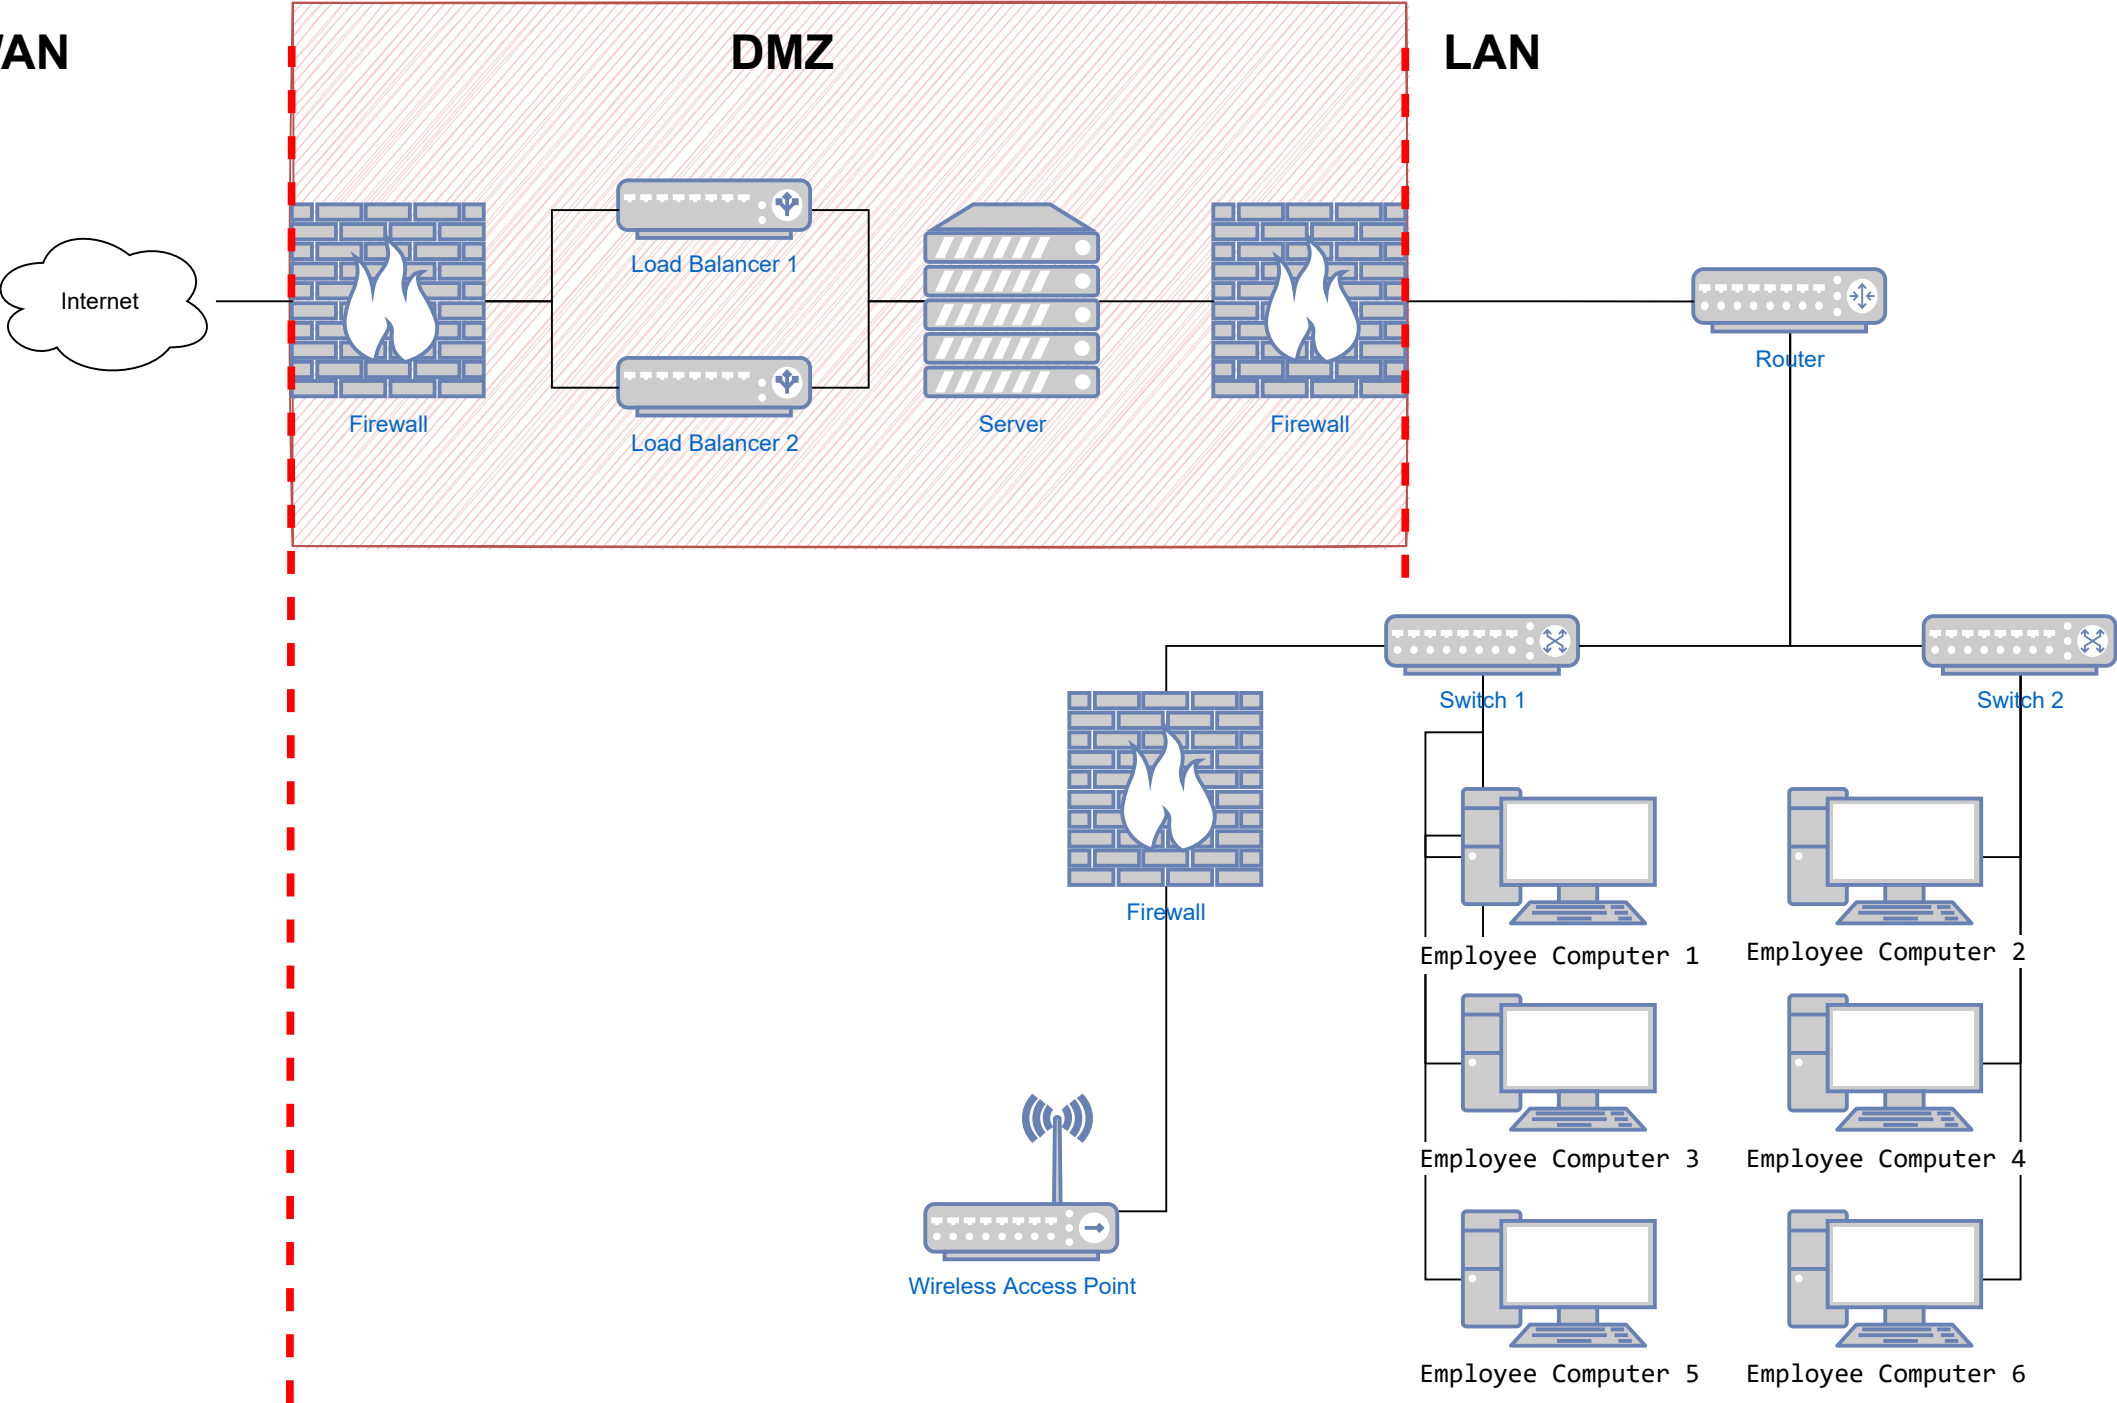 AN
DMZ
LAN
Internet
Load Balancer 1
Load Balancer 2
Firewall
Server
Firewall
Router
Switch 1
Switch 2
Firewall
Employee Computer 1
Employee Computer 2
Employee Computer 3
Employee Computer 4
Wireless Access Point
Employee Computer 5
Employee Computer 6